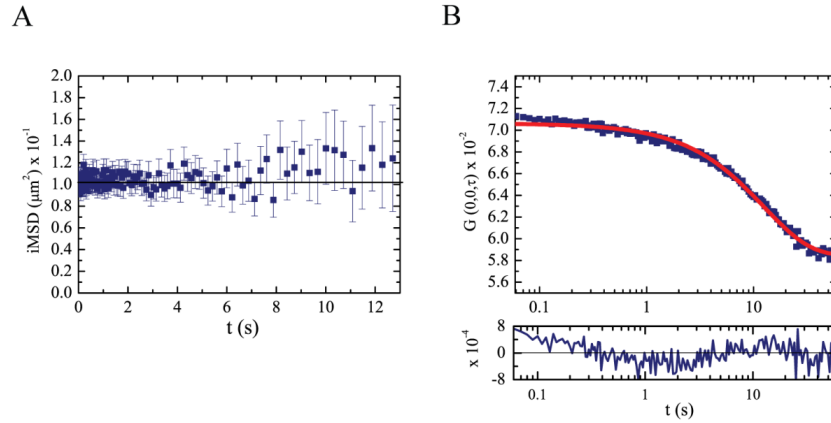 A
B
2.0
1.8
1.6
1.4
1.2
1.0
0.8
0.6
0.4
0.2
0.0
iMSD (μm²) x 10⁻¹
0 2 4 6 8 10 12
t (s)
7.4
7.2
7.0
6.8
6.6
6.4
6.2
6.0
5.8
5.6
G (0,0,τ) x 10⁻²
0.1 1 10
8
0
-8
x 10⁻⁴
0.1 1 10
t (s)